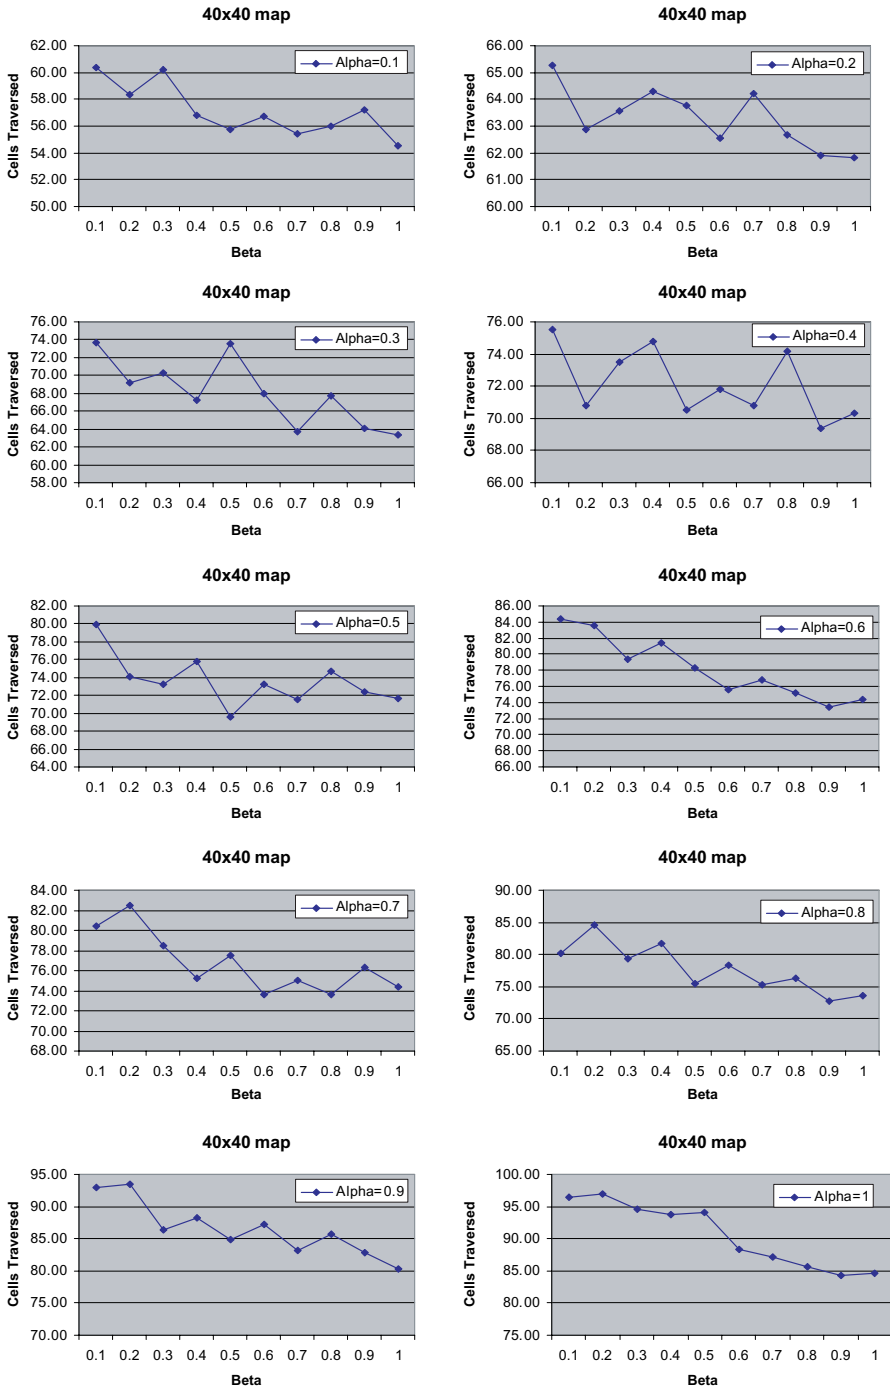 40x40 map
Cells Traversed
62.00
60.00
58.00
56.00
54.00
52.00
50.00
Alpha=0.1
0.1 0.2 0.3 0.4 0.5 0.6 0.7 0.8 0.9 1
Beta
40x40 map
Cells Traversed
66.00
65.00
64.00
63.00
62.00
61.00
60.00
Alpha=0.2
0.1 0.2 0.3 0.4 0.5 0.6 0.7 0.8 0.9 1
Beta
40x40 map
Cells Traversed
76.00
74.00
72.00
70.00
68.00
66.00
64.00
62.00
60.00
58.00
Alpha=0.3
0.1 0.2 0.3 0.4 0.5 0.6 0.7 0.8 0.9 1
Beta
40x40 map
Cells Traversed
76.00
74.00
72.00
70.00
68.00
66.00
Alpha=0.4
0.1 0.2 0.3 0.4 0.5 0.6 0.7 0.8 0.9 1
Beta
40x40 map
Cells Traversed
82.00
80.00
78.00
76.00
74.00
72.00
70.00
68.00
66.00
64.00
Alpha=0.5
0.1 0.2 0.3 0.4 0.5 0.6 0.7 0.8 0.9 1
Beta
40x40 map
Cells Traversed
86.00
84.00
82.00
80.00
78.00
76.00
74.00
72.00
70.00
68.00
66.00
Alpha=0.6
0.1 0.2 0.3 0.4 0.5 0.6 0.7 0.8 0.9 1
Beta
40x40 map
Cells Traversed
84.00
82.00
80.00
78.00
76.00
74.00
72.00
70.00
68.00
Alpha=0.7
0.1 0.2 0.3 0.4 0.5 0.6 0.7 0.8 0.9 1
Beta
40x40 map
Cells Traversed
90.00
85.00
80.00
75.00
70.00
65.00
Alpha=0.8
0.1 0.2 0.3 0.4 0.5 0.6 0.7 0.8 0.9 1
Beta
40x40 map
Cells Traversed
95.00
90.00
85.00
80.00
75.00
70.00
Alpha=0.9
0.1 0.2 0.3 0.4 0.5 0.6 0.7 0.8 0.9 1
Beta
40x40 map
Cells Traversed
100.00
95.00
90.00
85.00
80.00
75.00
Alpha=1
0.1 0.2 0.3 0.4 0.5 0.6 0.7 0.8 0.9 1
Beta